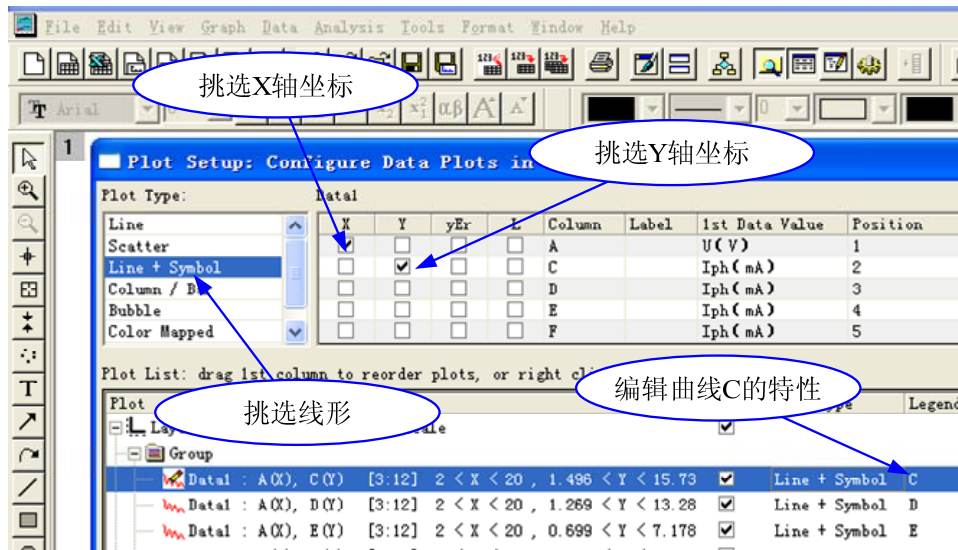 File Edit View Graph Data Analysis Tools Format Window Help
挑选X轴坐标
Arial
αβ
0
1
Plot Setup: Configure Data Plots in
挑选Y轴坐标
Plot Type:
Data1
Line
Scatter
Line + Symbol
Column / B
Bubble
Color Mapped
X Y yEr L Column Label 1st Data Value Position
A U(V) 1
C Iph(mA) 2
D Iph(mA) 3
E Iph(mA) 4
F Iph(mA) 5
Plot List: drag 1st column to reorder plots, or right cli
挑选线形
编辑曲线C的特性
Plot Legend
Group
Data1 : A(X), C(Y) [3:12] 2 < X < 20 , 1.496 < Y < 15.73 Line + Symbol C
Data1 : A(X), D(Y) [3:12] 2 < X < 20 , 1.269 < Y < 13.28 Line + Symbol D
Data1 : A(X), E(Y) [3:12] 2 < X < 20 , 0.699 < Y < 7.178 Line + Symbol E